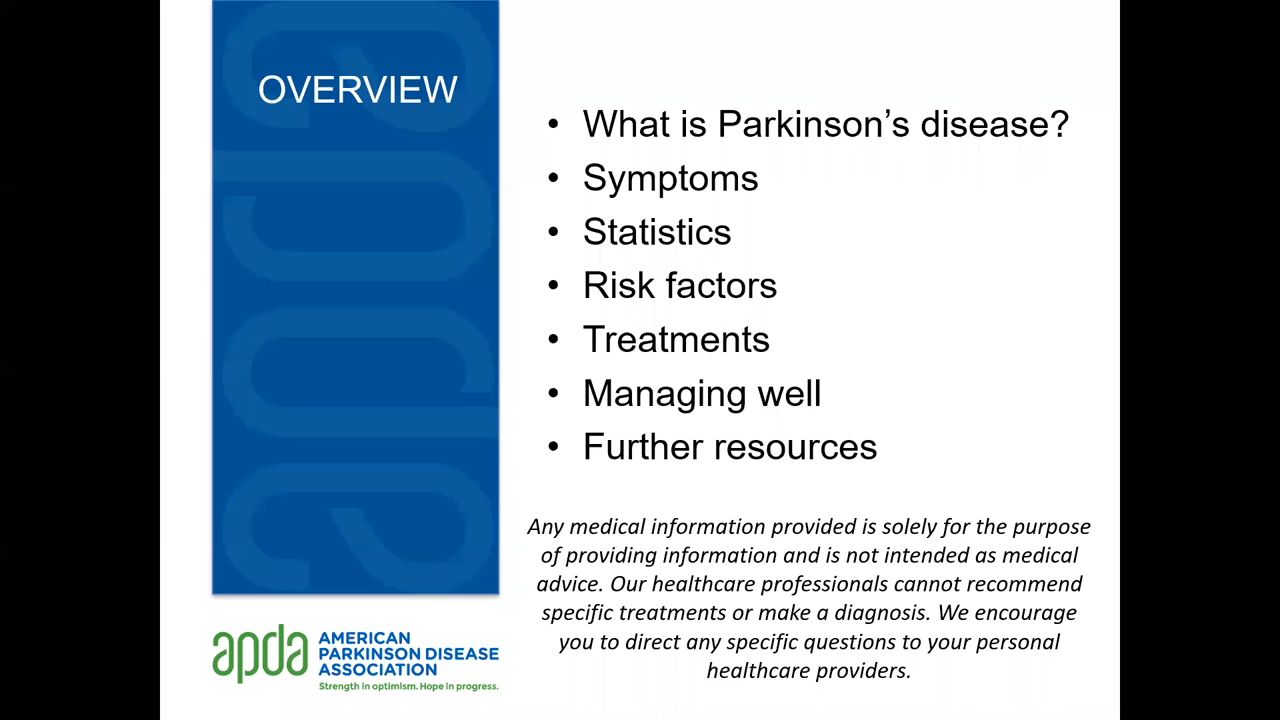 OVERVIEW
• What is Parkinson’s disease?
• Symptoms
• Statistics
• Risk factors
• Treatments
• Managing well
• Further resources
Any medical information provided is solely for the purpose
of providing information and is not intended as medical
advice. Our healthcare professionals cannot recommend
specific treatments or make a diagnosis. We encourage
you to direct any specific questions to your personal
healthcare providers.
apda
apda
AMERICAN
PARKINSON DISEASE
ASSOCIATION
Strength in optimism. Hope in progress.